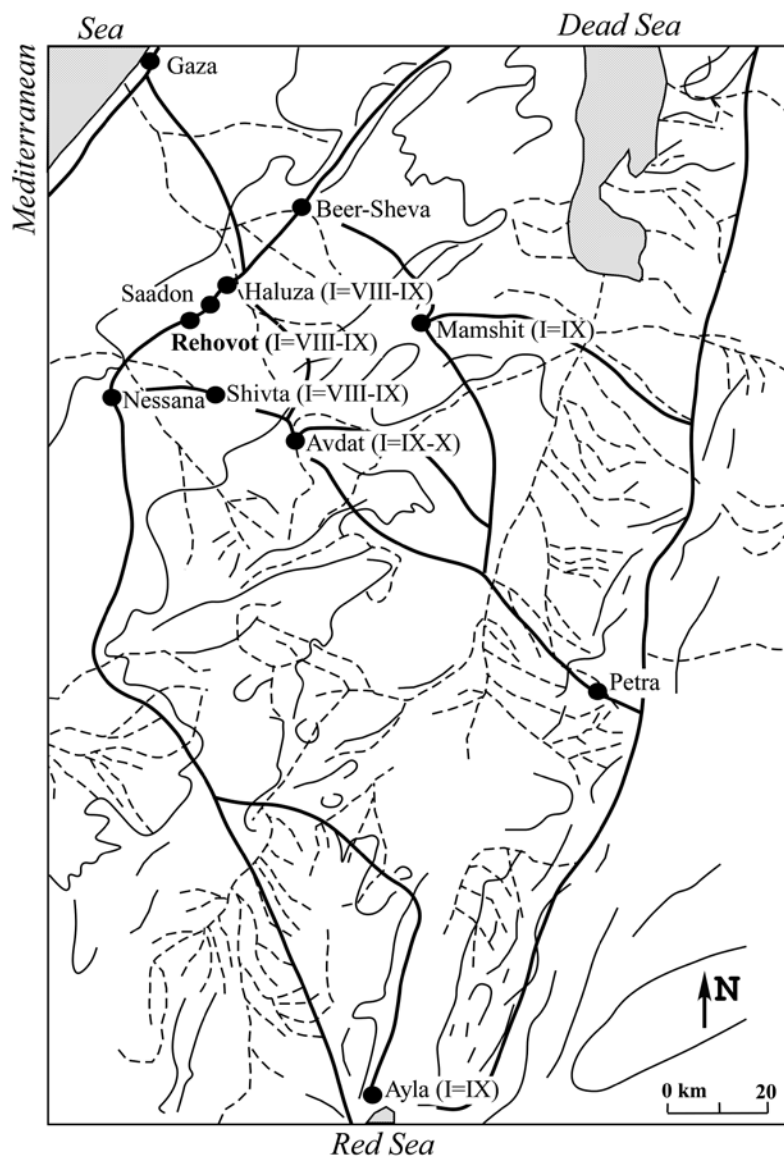 Sea
Dead Sea
Mediterranean
Gaza
Beer-Sheva
Saadon
Haluza (I=VIII-IX)
Mamshit (I=IX)
Rehovot (I=VIII-IX)
Nessana
Shivta (I=VIII-IX)
Avdat (I=IX-X)
Petra
N
Ayla (I=IX)
0 km 20
Red Sea